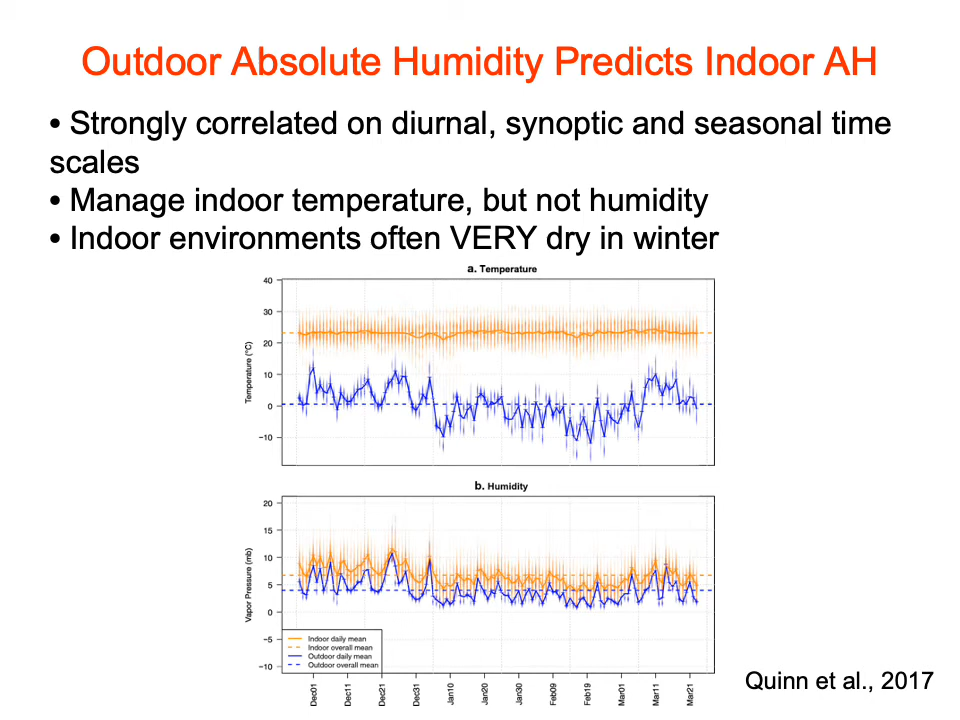 Outdoor Absolute Humidity Predicts Indoor AH
• Strongly correlated on diurnal, synoptic and seasonal time
scales
• Manage indoor temperature, but not humidity
• Indoor environments often VERY dry in winter
a. Temperature
Temperature (°C)
40
30
20
10
0
−10
b. Humidity
Vapor Pressure (mb)
20
15
10
5
0
−5
−10
Indoor daily mean
Indoor overall mean
Outdoor daily mean
Outdoor overall mean
Dec01
Dec11
Dec21
Dec31
Jan10
Jan20
Jan30
Feb09
Feb19
Mar01
Mar11
Mar21
Quinn et al., 2017